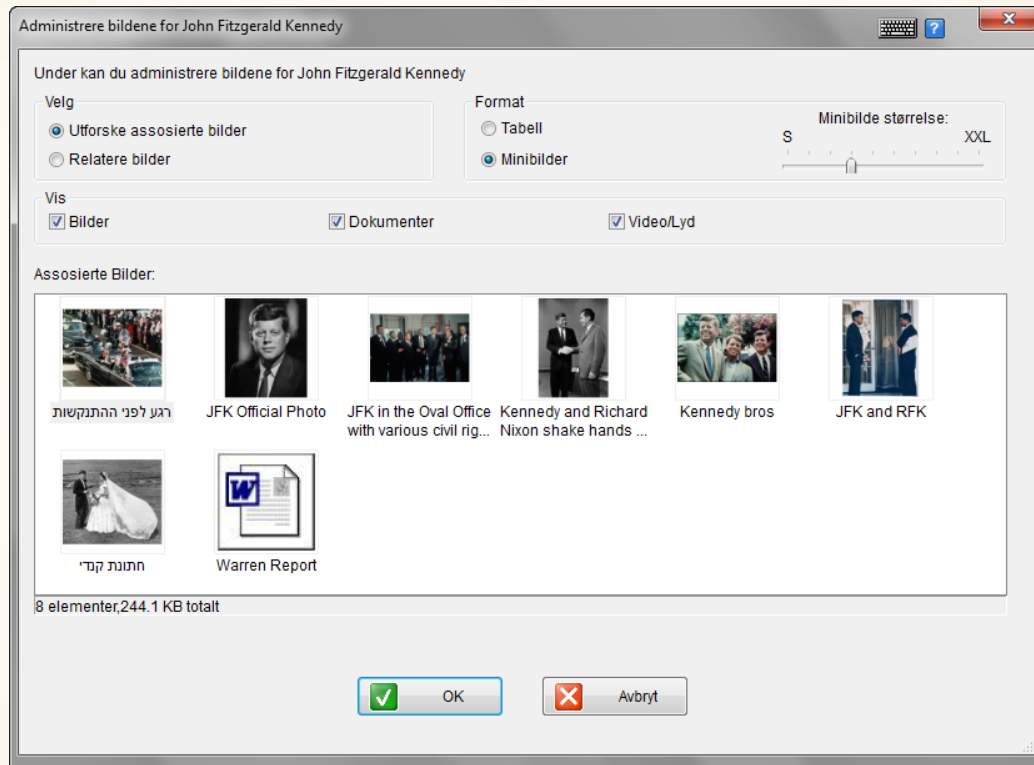 Administrere bildene for John Fitzgerald Kennedy
?
Under kan du administrere bildene for John Fitzgerald Kennedy
Velg
Utforske assosierte bilder
Relatere bilder
Format
Tabell
Minibilder
Minibilde størrelse:
S XXL
Vis
Bilder Dokumenter Video/Lyd
Assosierte Bilder:
רגע לפני ההתנקשות
JFK Official Photo
JFK in the Oval Office
with various civil rig...
Kennedy and Richard
Nixon shake hands ...
Kennedy bros
JFK and RFK
חתונת קנדי
W
Warren Report
8 elementer,244.1 KB totalt
OK Avbryt